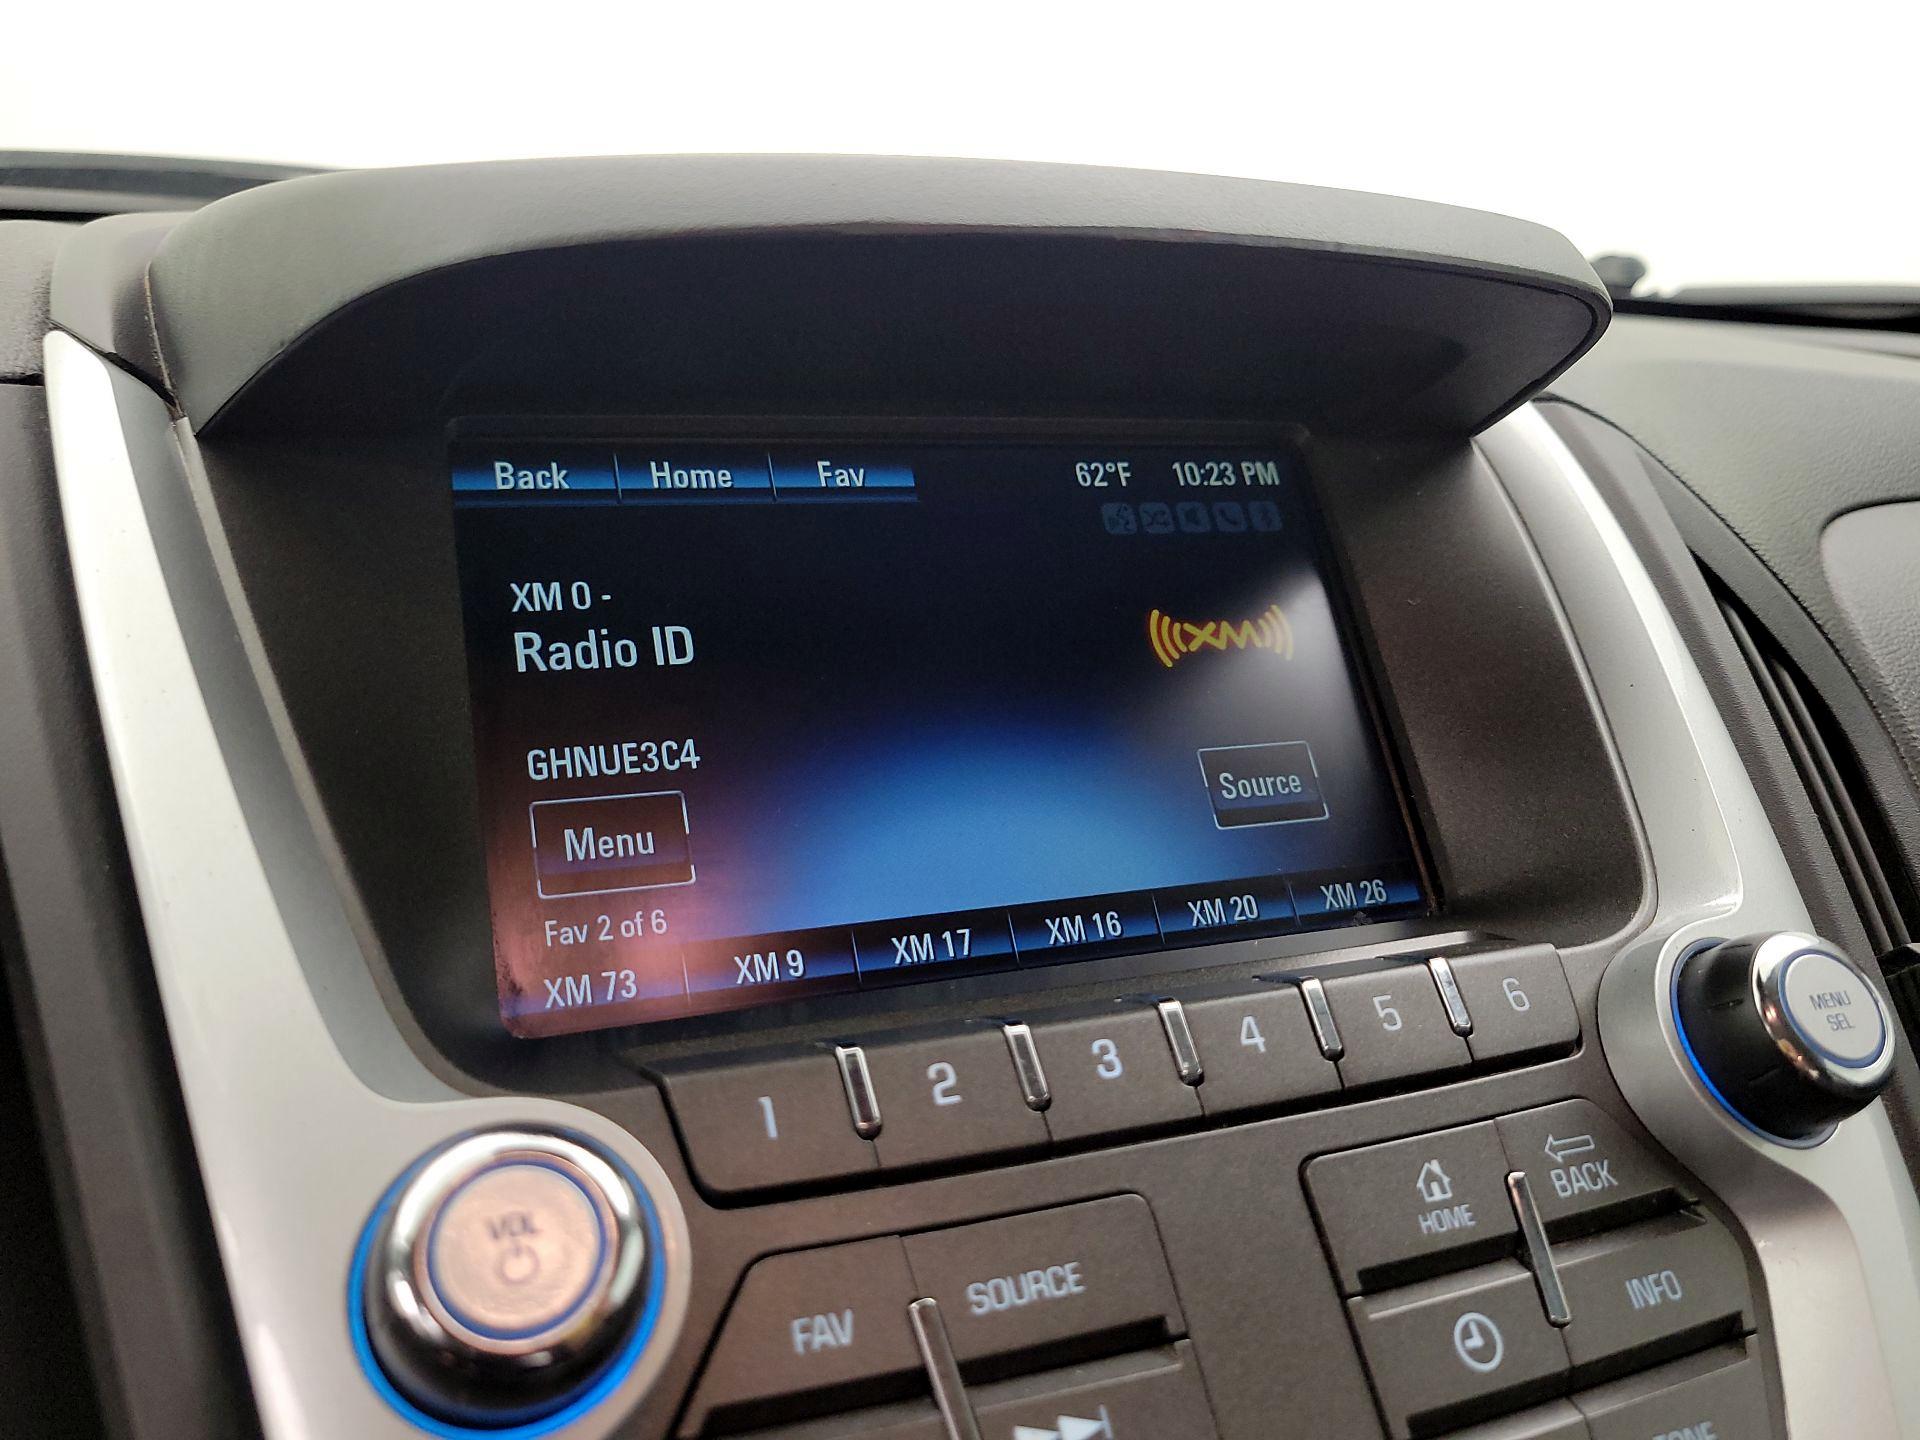 Back Home Fav 62°F 10:23 PM
XM 0 -
Radio ID
XM
GHNUE3C4
Source
Menu
Fav 2 of 6
XM 73 XM 9 XM 17 XM 16 XM 20 XM 26
1 2 3 4 5 6
MENU
SEL
VOL
FAV SOURCE
HOME BACK
INFO
TONE